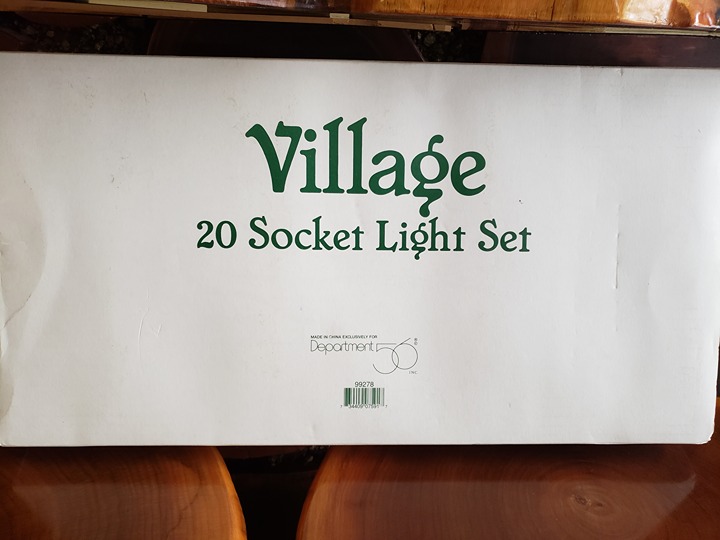 Village
20 Socket Light Set
MADE IN CHINA EXCLUSIVELY FOR
Department 56
99278